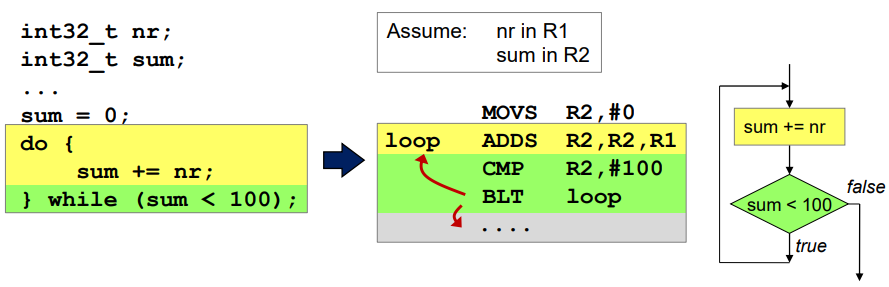 int32_t nr;
int32_t sum;
...
sum = 0;
do {
sum += nr;
} while (sum < 100);
Assume: nr in R1
sum in R2
MOVS R2,#0
loop ADDS R2,R2,R1
CMP R2,#100
BLT loop
....
sum += nr
sum < 100
false
true